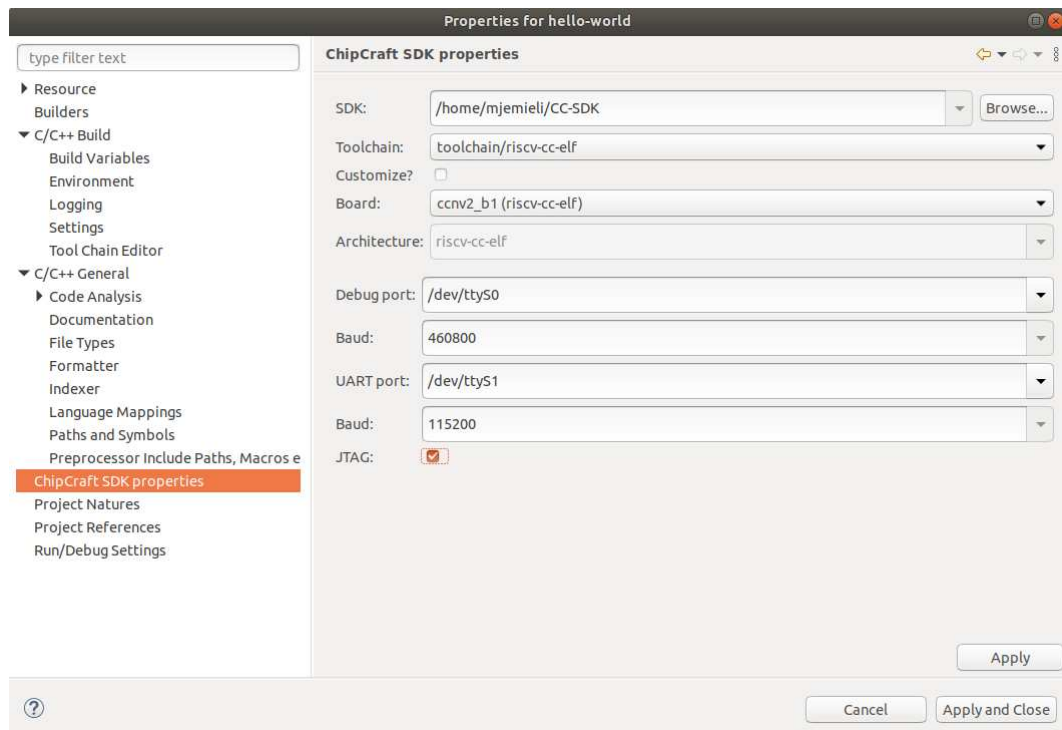 Properties for hello-world
type filter text
Resource
Builders
C/C++ Build
Build Variables
Environment
Logging
Settings
Tool Chain Editor
C/C++ General
Code Analysis
Documentation
File Types
Formatter
Indexer
Language Mappings
Paths and Symbols
Preprocessor Include Paths, Macros e
ChipCraft SDK properties
Project Natures
Project References
Run/Debug Settings
ChipCraft SDK properties
SDK: /home/mjemieli/CC-SDK Browse...
Toolchain: toolchain/riscv-cc-elf
Customize?
Board: ccnv2_b1 (riscv-cc-elf)
Architecture: riscv-cc-elf
Debug port: /dev/ttyS0
Baud: 460800
UART port: /dev/ttyS1
Baud: 115200
JTAG:
Apply
? Cancel Apply and Close